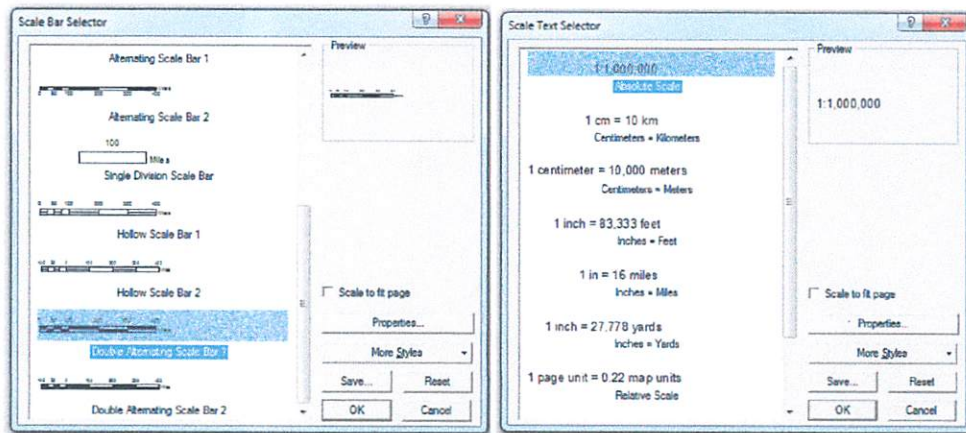 Scale Bar Selector
Alternating Scale Bar 1
Alternating Scale Bar 2
100
Miles
Single Division Scale Bar
Hollow Scale Bar 1
Hollow Scale Bar 2
Double Alternating Scale Bar 1
Double Alternating Scale Bar 2
Preview
Scale to fit page
Properties...
More Styles
Save...
Reset
OK
Cancel
Scale Text Selector
1:1,000,000
Absolute Scale
1 cm = 10 km
Centimeters = Kilometers
1 centimeter = 10,000 meters
Centimeters = Meters
1 inch = 83,333 feet
Inches = Feet
1 in = 16 miles
Inches = Miles
1 inch = 27,778 yards
Inches = Yards
1 page unit = 0.22 map units
Relative Scale
Preview
1:1,000,000
Scale to fit page
Properties...
More Styles
Save...
Reset
OK
Cancel